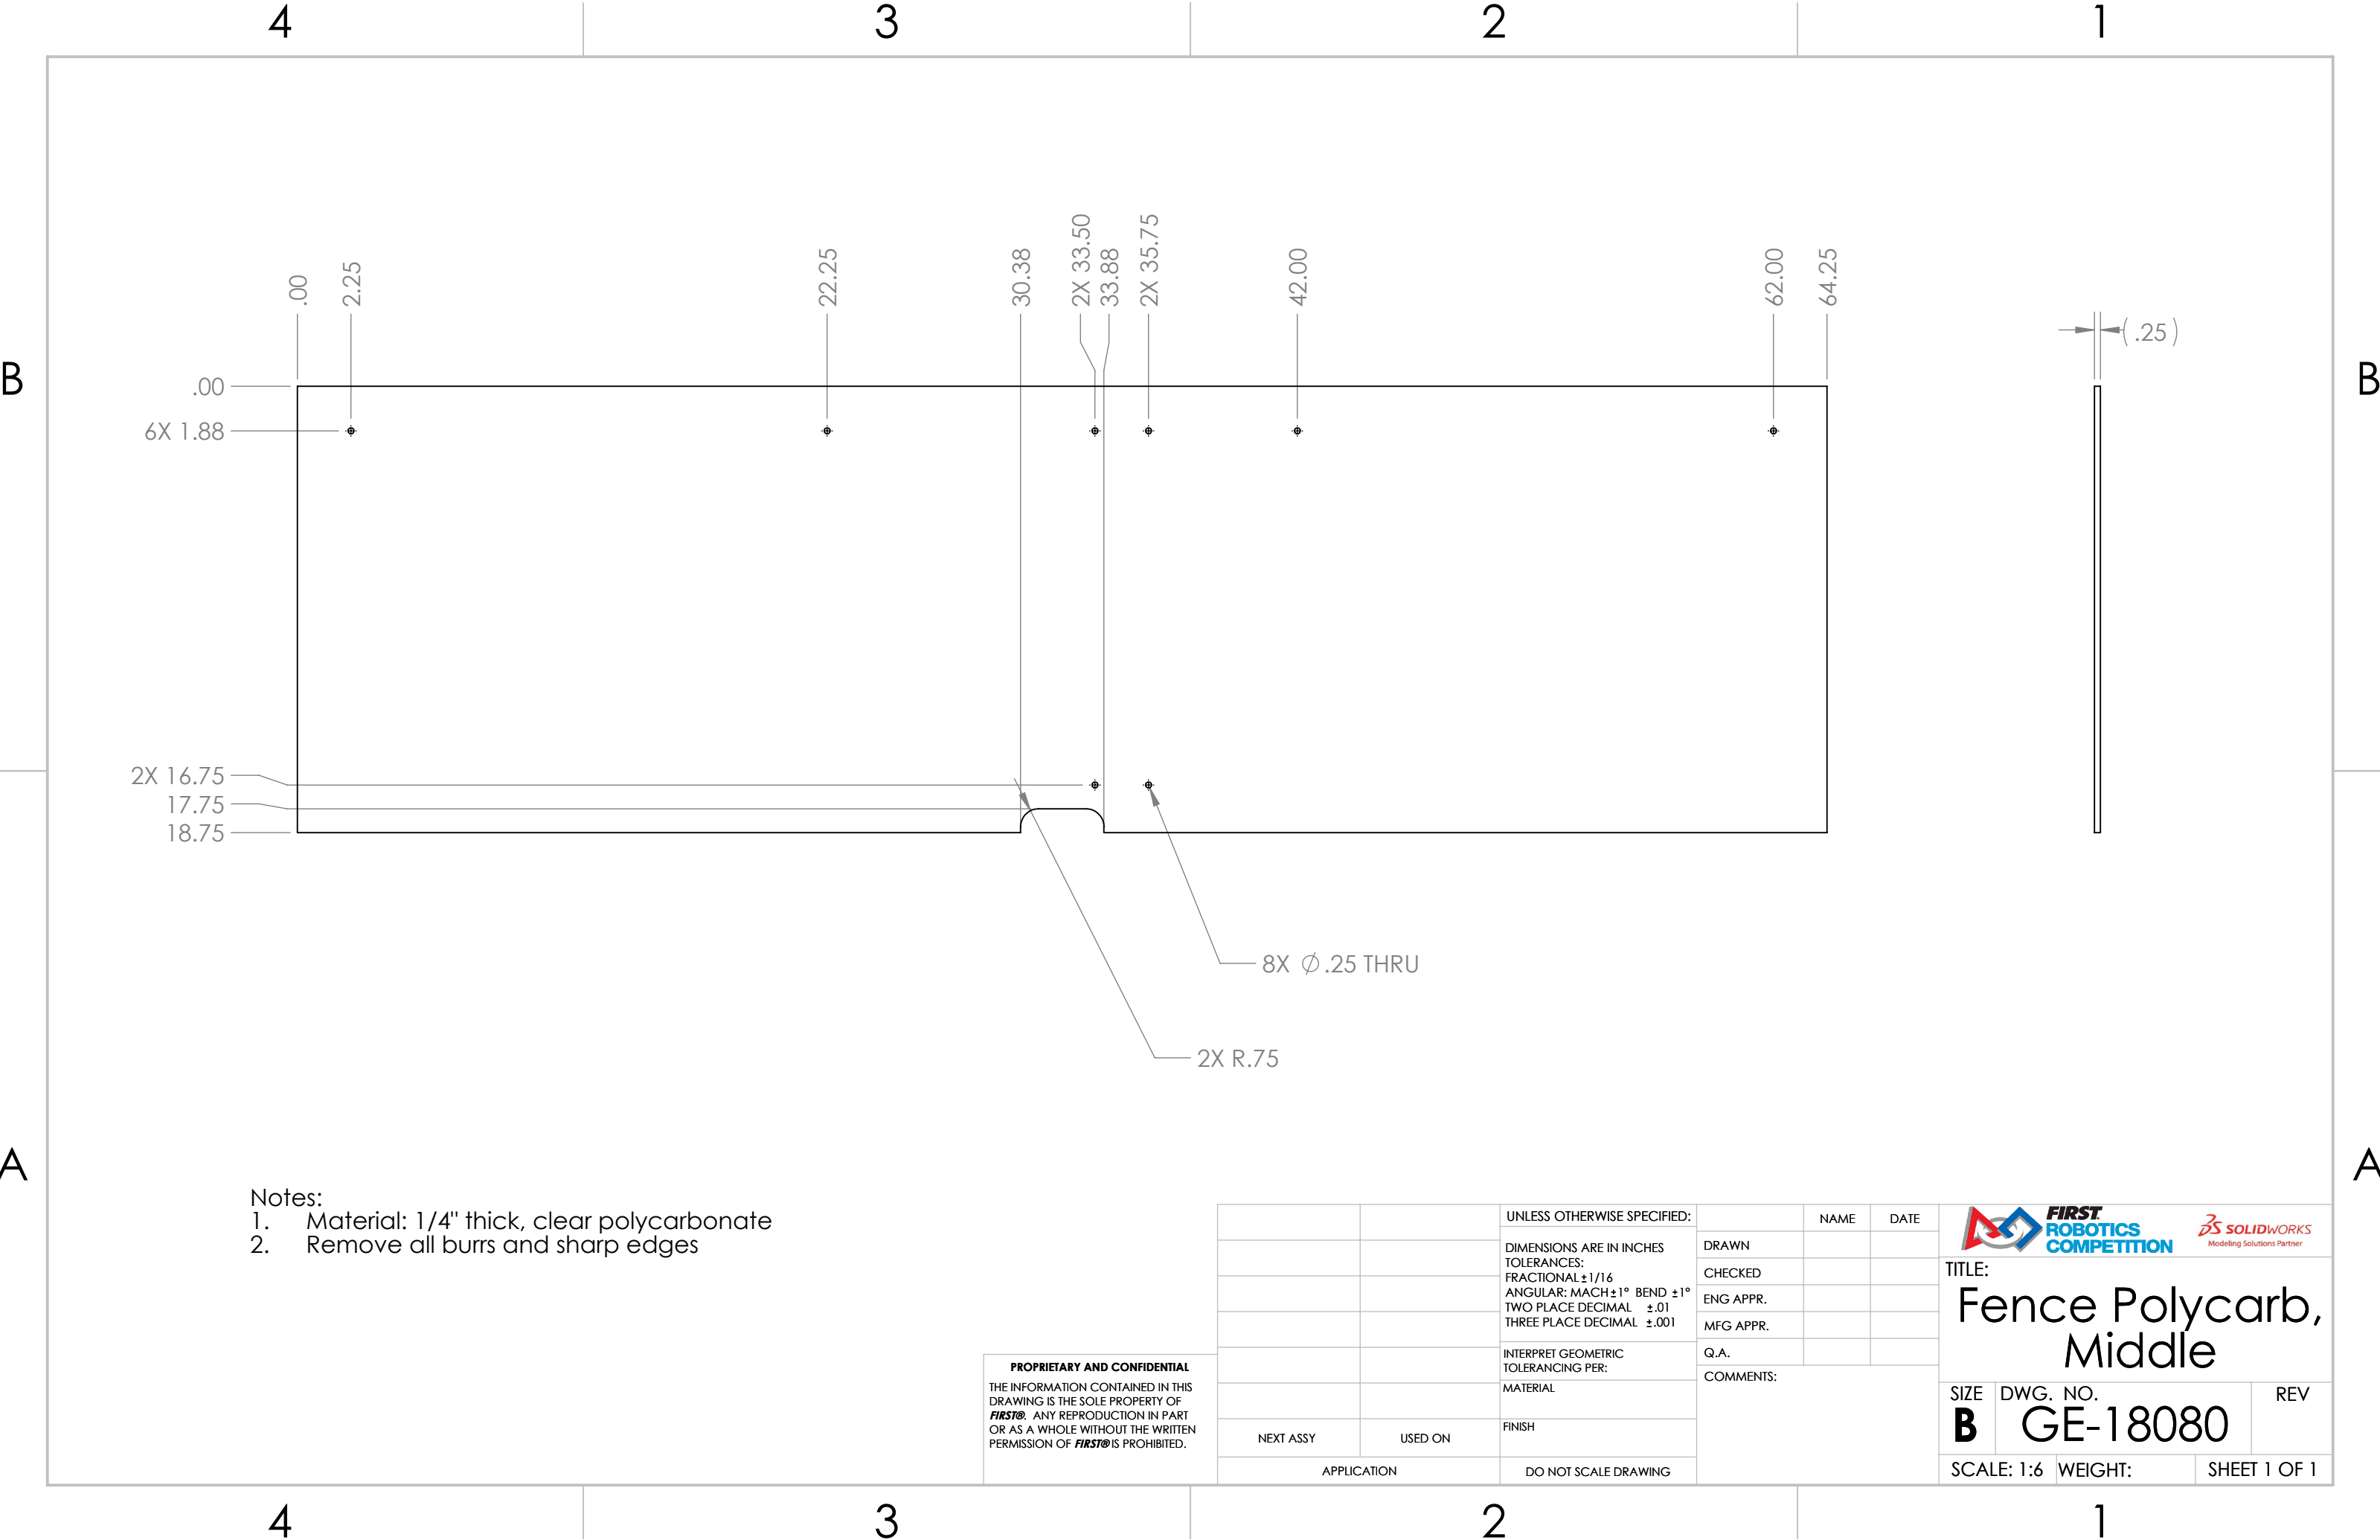 4
3
2
1
B
B
A
A
.00
2.25
22.25
30.38
2X 33.50
33.88
2X 35.75
42.00
62.00
64.25
(.25)
.00
6X 1.88
2X 16.75
17.75
18.75
8X Ø.25 THRU
2X R.75
Notes:
1. Material: 1/4" thick, clear polycarbonate
2. Remove all burrs and sharp edges
PROPRIETARY AND CONFIDENTIAL
THE INFORMATION CONTAINED IN THIS
DRAWING IS THE SOLE PROPERTY OF
FIRST®. ANY REPRODUCTION IN PART
OR AS A WHOLE WITHOUT THE WRITTEN
PERMISSION OF FIRST® IS PROHIBITED.
NEXT ASSY
USED ON
APPLICATION
UNLESS OTHERWISE SPECIFIED:
DIMENSIONS ARE IN INCHES
TOLERANCES:
FRACTIONAL ±1/16
ANGULAR: MACH ±1° BEND ±1°
TWO PLACE DECIMAL ±.01
THREE PLACE DECIMAL ±.001
INTERPRET GEOMETRIC
TOLERANCING PER:
MATERIAL
FINISH
DO NOT SCALE DRAWING
NAME
DATE
DRAWN
CHECKED
ENG APPR.
MFG APPR.
Q.A.
COMMENTS:
FIRST®
ROBOTICS
COMPETITION
SOLIDWORKS
Modeling Solutions Partner
TITLE:
Fence Polycarb,
Middle
SIZE
B
DWG. NO.
GE-18080
REV
SCALE: 1:6
WEIGHT:
SHEET 1 OF 1
4
3
2
1